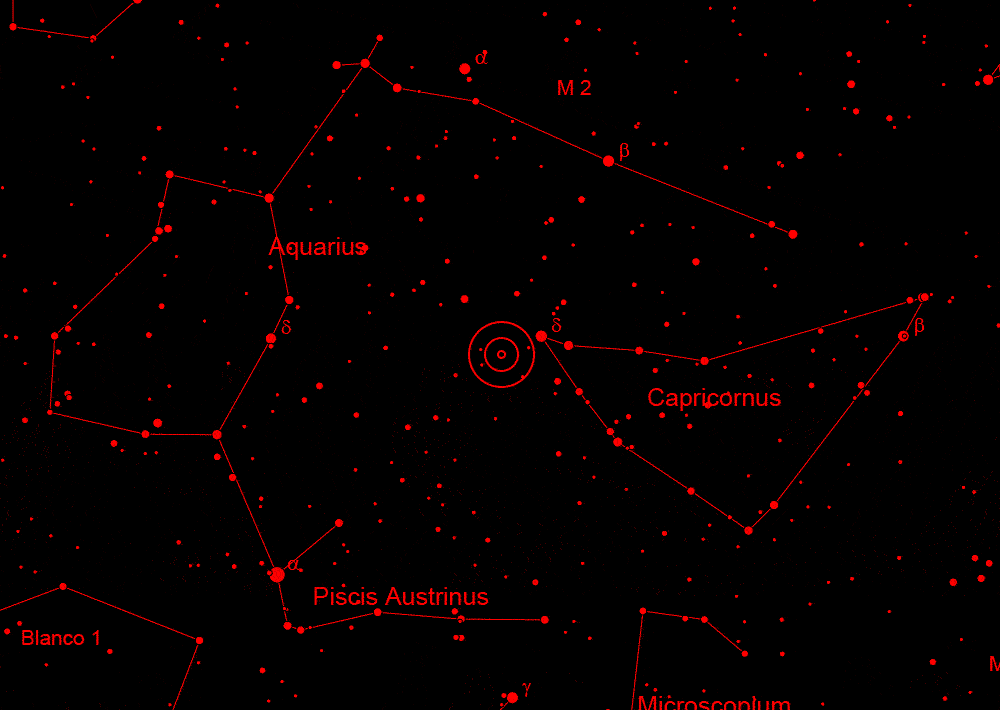 α
M 2
β
Aquarius
δ
δ
β
Capricornus
α
Piscis Austrinus
Blanco 1
M
γ
Microscopium